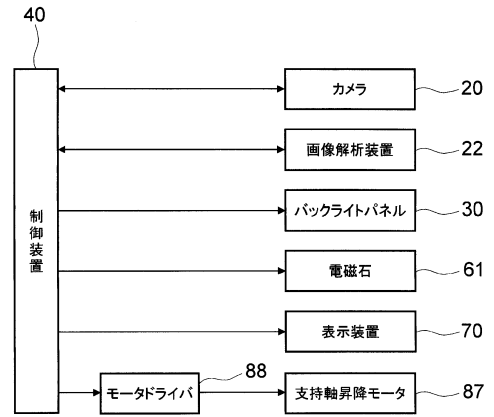 40
制御装置
カメラ
20
画像解析装置
22
バックライトパネル
30
電磁石
61
表示装置
70
モータドライバ
88
支持軸昇降モータ
87